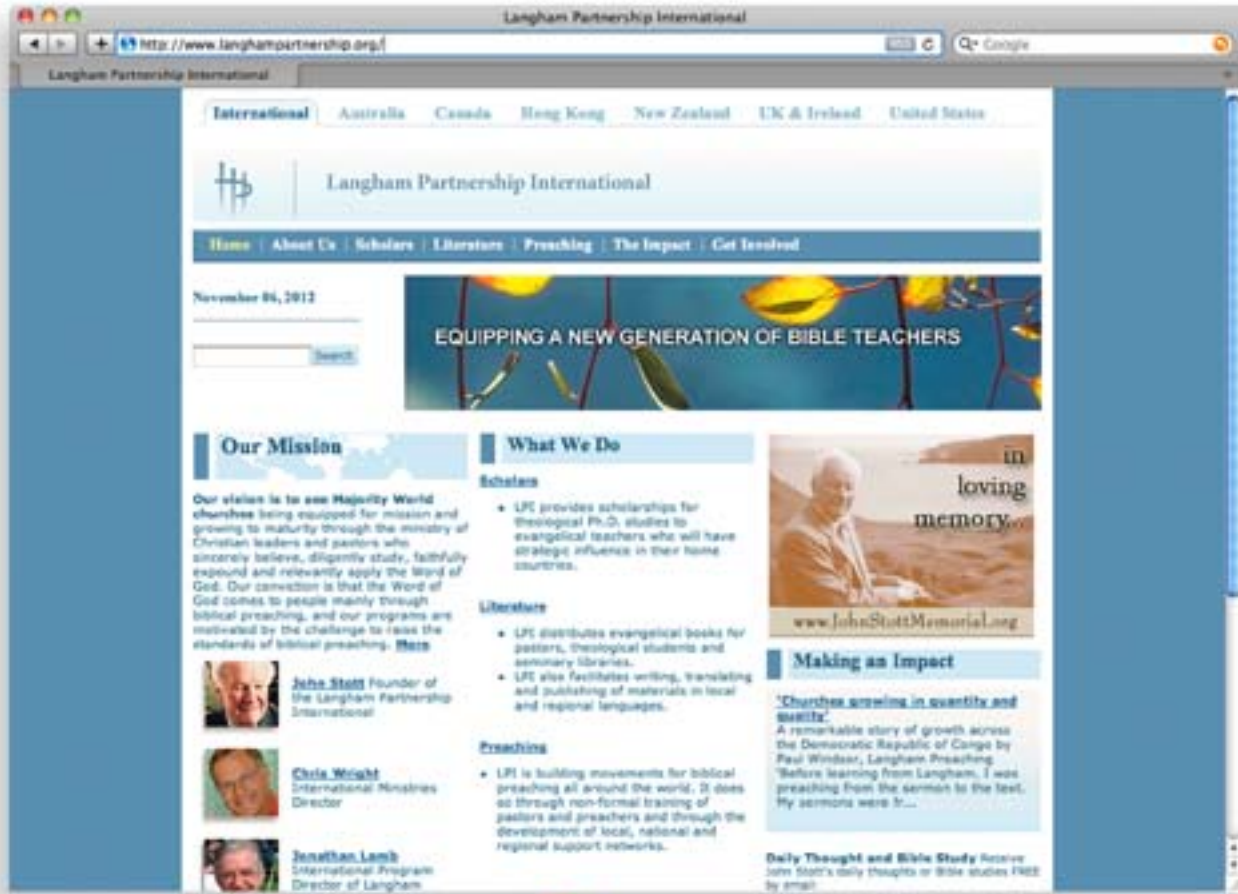 Langham Partnership International
http://www.langhampartnership.org/
Google
Langham Partnership International
International Australia Canada Hong Kong New Zealand UK & Ireland United States
Langham Partnership International
Home | About Us | Scholars | Literature | Preaching | The Impact | Get Involved
November 06, 2012
Search
EQUIPPING A NEW GENERATION OF BIBLE TEACHERS
Our Mission
Our vision is to see Majority World
churches being equipped for mission and
growing to maturity through the ministry of
Christian leaders and pastors who
sincerely believe, diligently study, faithfully
expound and relevantly apply the Word of
God. Our conviction is that the Word of
God comes to people mainly through
biblical preaching, and our programs are
motivated by the challenge to raise the
standards of biblical preaching. More
John Stott Founder of
the Langham Partnership
International
Chris Wright
International Ministries
Director
Jonathan Lamb
International Program
Director of Langham
What We Do
Scholars
LPI provides scholarships for
theological Ph.D. studies to
evangelical teachers who will have
strategic influence in their home
countries.
Literature
LPI distributes evangelical books for
pastors, theological students and
seminary libraries.
LPI also facilitates writing, translating
and publishing of materials in local
and regional languages.
Preaching
LPI is building movements for biblical
preaching all around the world. It does
so through non-formal training of
pastors and preachers and through the
development of local, national and
regional support networks.
in
loving
memory...
www.JohnStottMemorial.org
Making an Impact
'Churches growing in quantity and
quality'
A remarkable story of growth across
the Democratic Republic of Congo by
Paul Windsor, Langham Preaching
'Before learning from Langham, I was
preaching from the sermon to the text.
My sermons were fr...
Daily Thought and Bible Study Receive
John Stott's daily thoughts or Bible studies FREE
by email